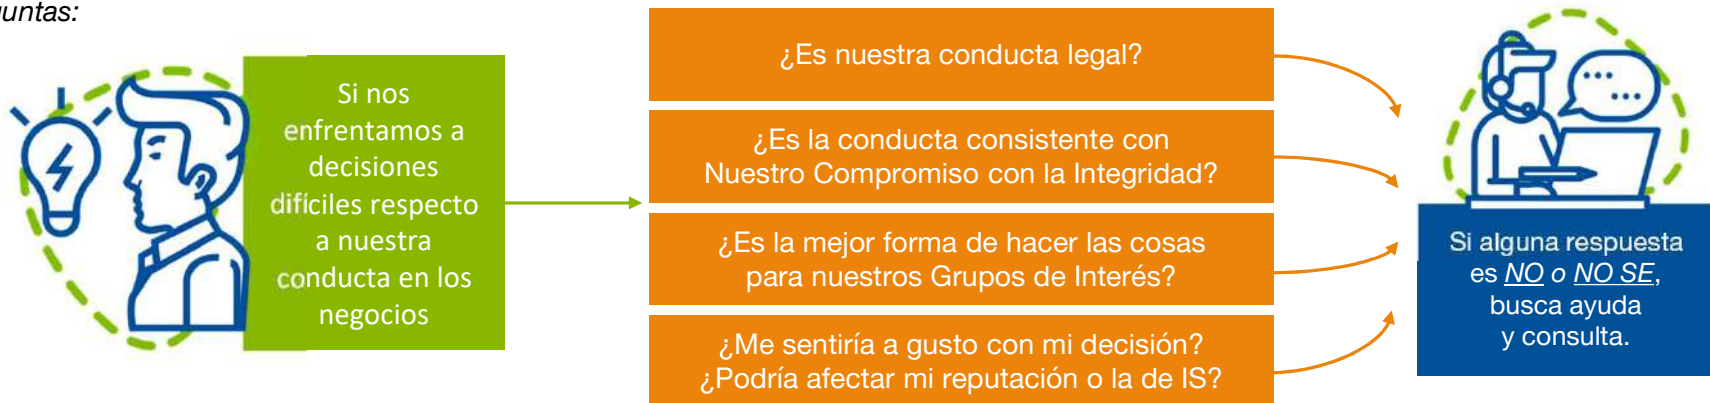 guntas:
Si nos
enfrentamos a
decisiones
difíciles respecto
a nuestra
conducta en los
negocios
¿Es nuestra conducta legal?
¿Es la conducta consistente con
Nuestro Compromiso con la Integridad?
¿Es la mejor forma de hacer las cosas
para nuestros Grupos de Interés?
¿Me sentiría a gusto con mi decisión?
¿Podría afectar mi reputación o la de IS?
Si alguna respuesta
es NO o NO SE,
busca ayuda
y consulta.